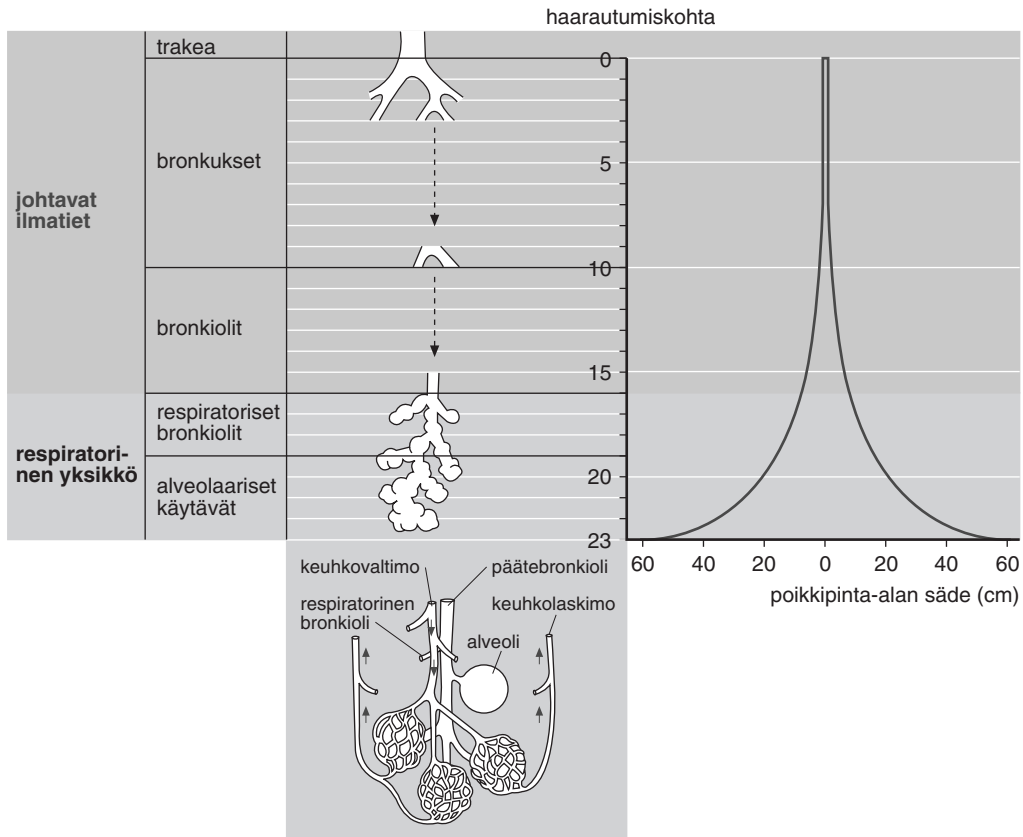 haarautumiskohta
trakea
bronkukset
johtavat
ilmatiet
bronkiolit
respiratoriset
bronkiolit
respiratori-
nen yksikkö
alveolaariset
käytävät
0
5
10
15
20
23
60 40 20 0 20 40 60
poikkipinta-alan säde (cm)
keuhkovaltimo
päätebronkioli
respiratorinen
bronkioli
keuhkolaskimo
alveoli